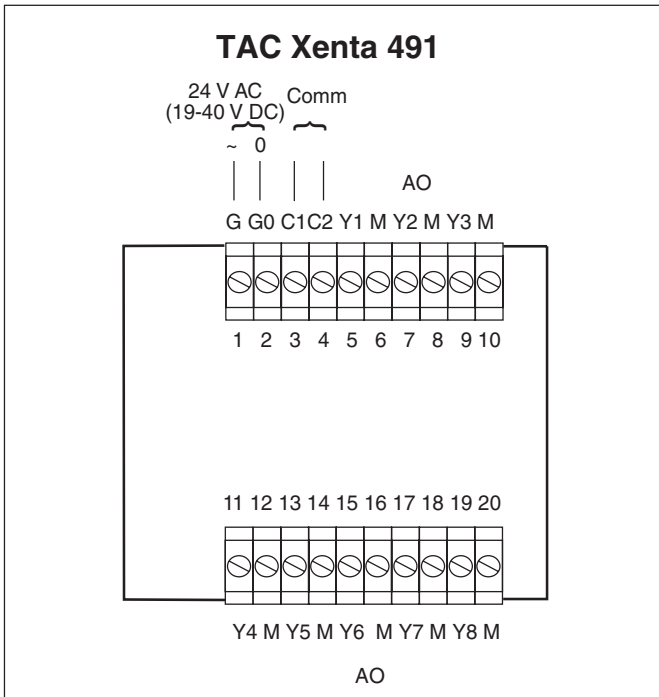 TAC Xenta 491
24 V AC
(19-40 V DC)
Comm
~ 0
AO
G G0 C1 C2 Y1 M Y2 M Y3 M
1 2 3 4 5 6 7 8 9 10
11 12 13 14 15 16 17 18 19 20
Y4 M Y5 M Y6 M Y7 M Y8 M
AO